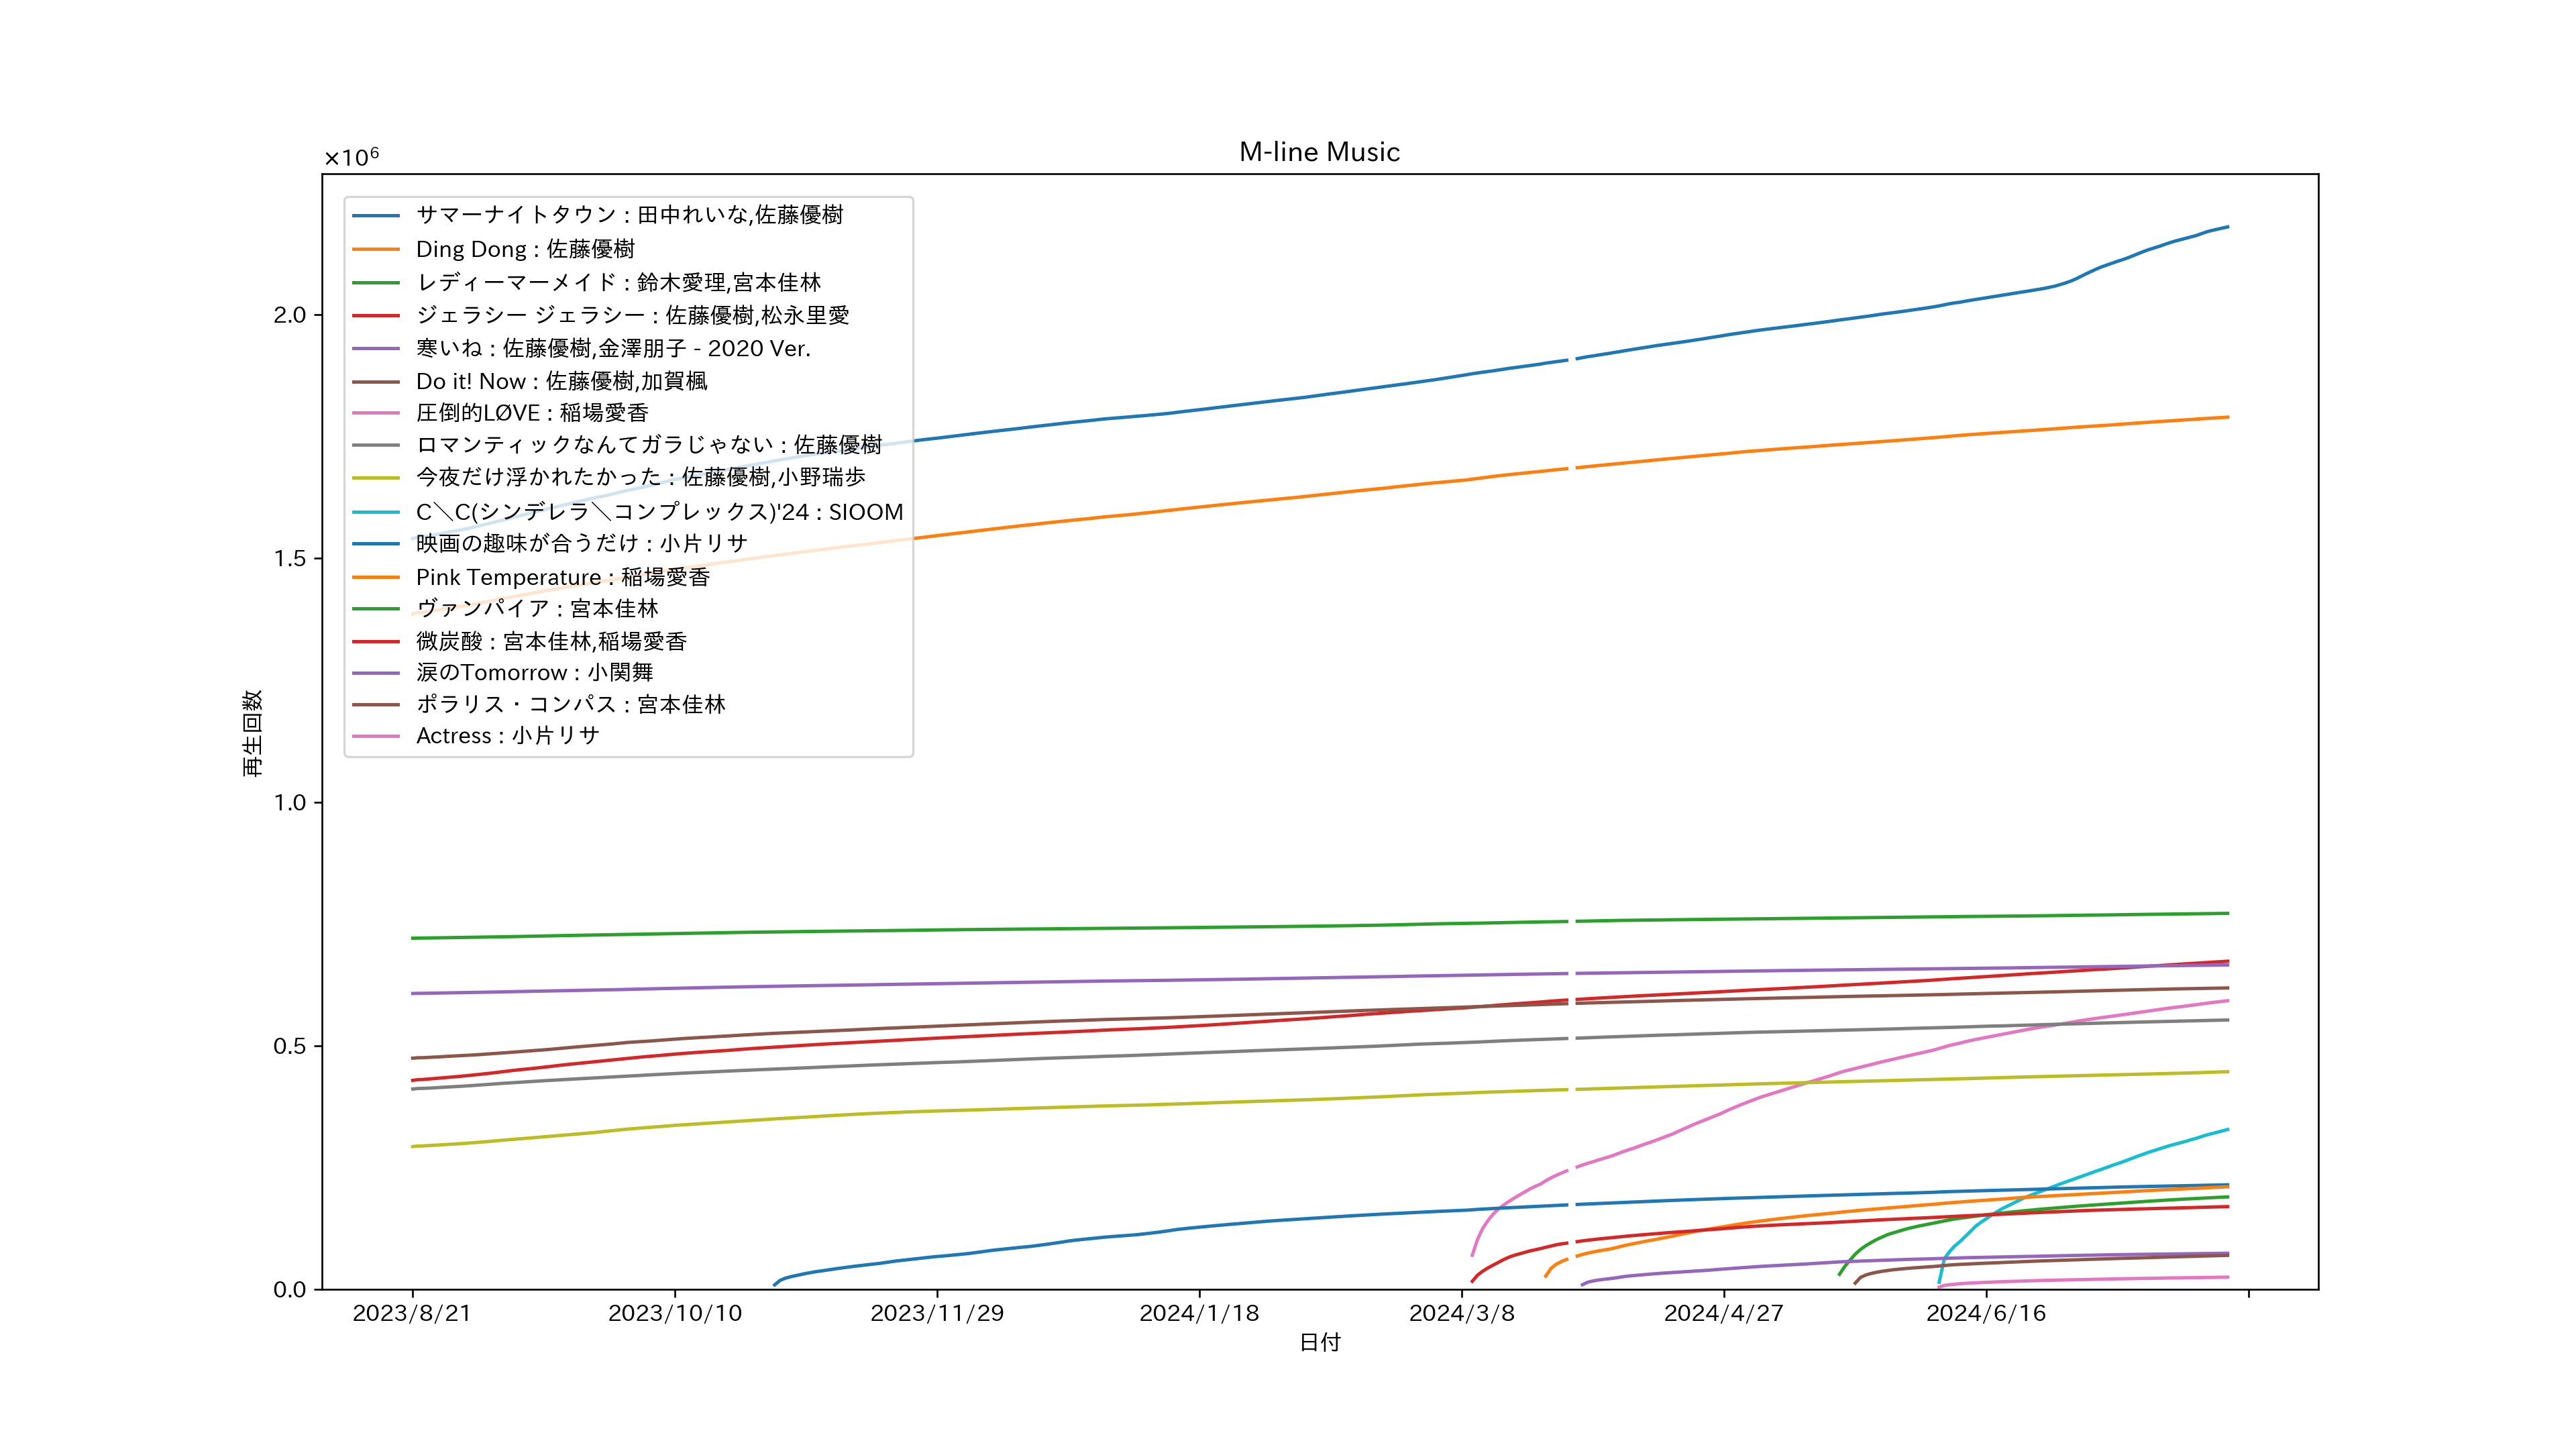 M-line Music
×10⁶
サマーナイトタウン : 田中れいな,佐藤優樹
Ding Dong : 佐藤優樹
レディーマーメイド : 鈴木愛理,宮本佳林
ジェラシー ジェラシー : 佐藤優樹,松永里愛
寒いね : 佐藤優樹,金澤朋子 - 2020 Ver.
Do it! Now : 佐藤優樹,加賀楓
圧倒的LØVE : 稲場愛香
ロマンティックなんてガラじゃない : 佐藤優樹
今夜だけ浮かれたかった : 佐藤優樹,小野瑞歩
C＼C(シンデレラ＼コンプレックス)'24 : SIOOM
映画の趣味が合うだけ : 小片リサ
Pink Temperature : 稲場愛香
ヴァンパイア : 宮本佳林
微炭酸 : 宮本佳林,稲場愛香
涙のTomorrow : 小関舞
ポラリス・コンパス : 宮本佳林
Actress : 小片リサ
再生回数
2.0
1.5
1.0
0.5
0.0
2023/8/21
2023/10/10
2023/11/29
2024/1/18
2024/3/8
2024/4/27
2024/6/16
日付